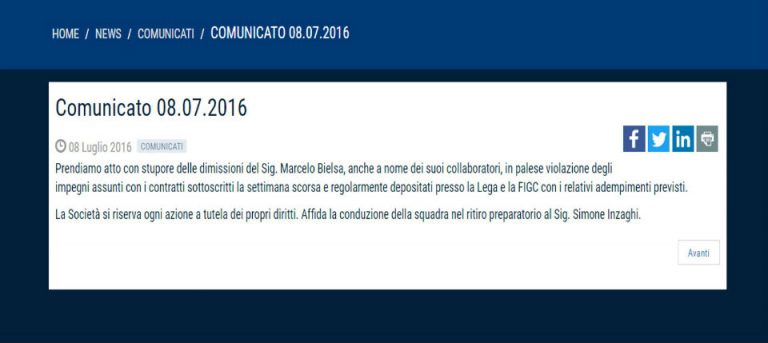 HOME / NEWS / COMUNICATI / COMUNICATO 08.07.2016
Comunicato 08.07.2016
08 Luglio 2016 COMUNICATI
Prendiamo atto con stupore delle dimissioni del Sig. Marcelo Bielsa, anche a nome dei suoi collaboratori, in palese violazione degli
impegni assunti con i contratti sottoscritti la settimana scorsa e regolarmente depositati presso la Lega e la FIGC con i relativi adempimenti previsti.
La Società si riserva ogni azione a tutela dei propri diritti. Affida la conduzione della squadra nel ritiro preparatorio al Sig. Simone Inzaghi.
Avanti